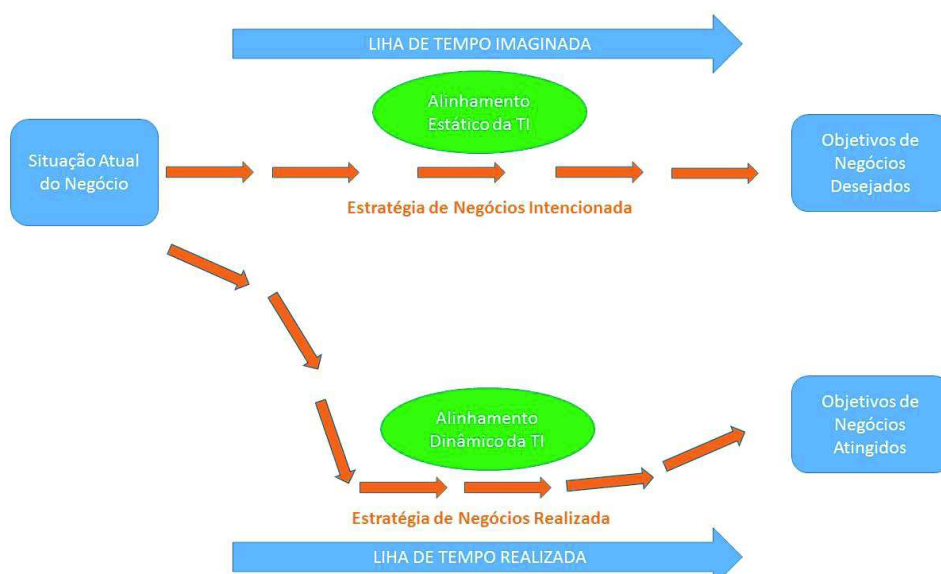 LIHA DE TEMPO IMAGINADA
Alinhamento
Estático da TI
Situação Atual
do Negócio
Objetivos de
Negócios
Desejados
Estratégia de Negócios Intencionada
Alinhamento
Dinâmico da TI
Objetivos de
Negócios
Atingidos
Estratégia de Negócios Realizada
LIHA DE TEMPO REALIZADA